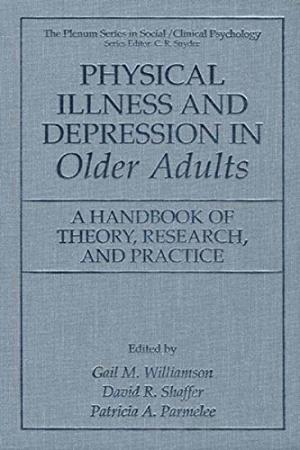 The Plenum Series in Social/Clinical Psychology
Series Editor: C. R. Snyder
PHYSICAL
ILLNESS AND
DEPRESSION IN
Older Adults
A HANDBOOK OF
THEORY, RESEARCH,
AND PRACTICE
Edited by
Gail M. Williamson
David R. Shaffer
Patricia A. Parmelee